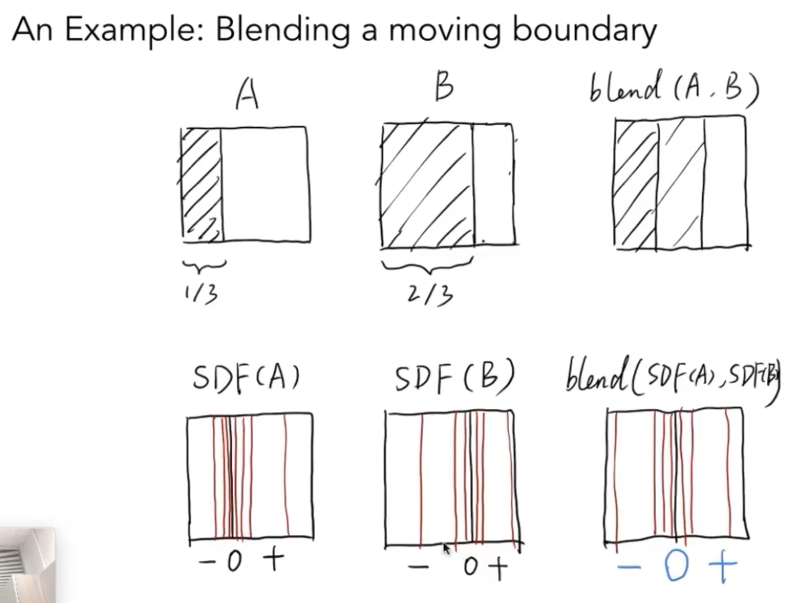 An Example: Blending a moving boundary
A B blend (A, B)
1/3 2/3
SDF(A) SDF(B) blend(SDF(A), SDF(B)
- 0 + - 0 + - 0 +